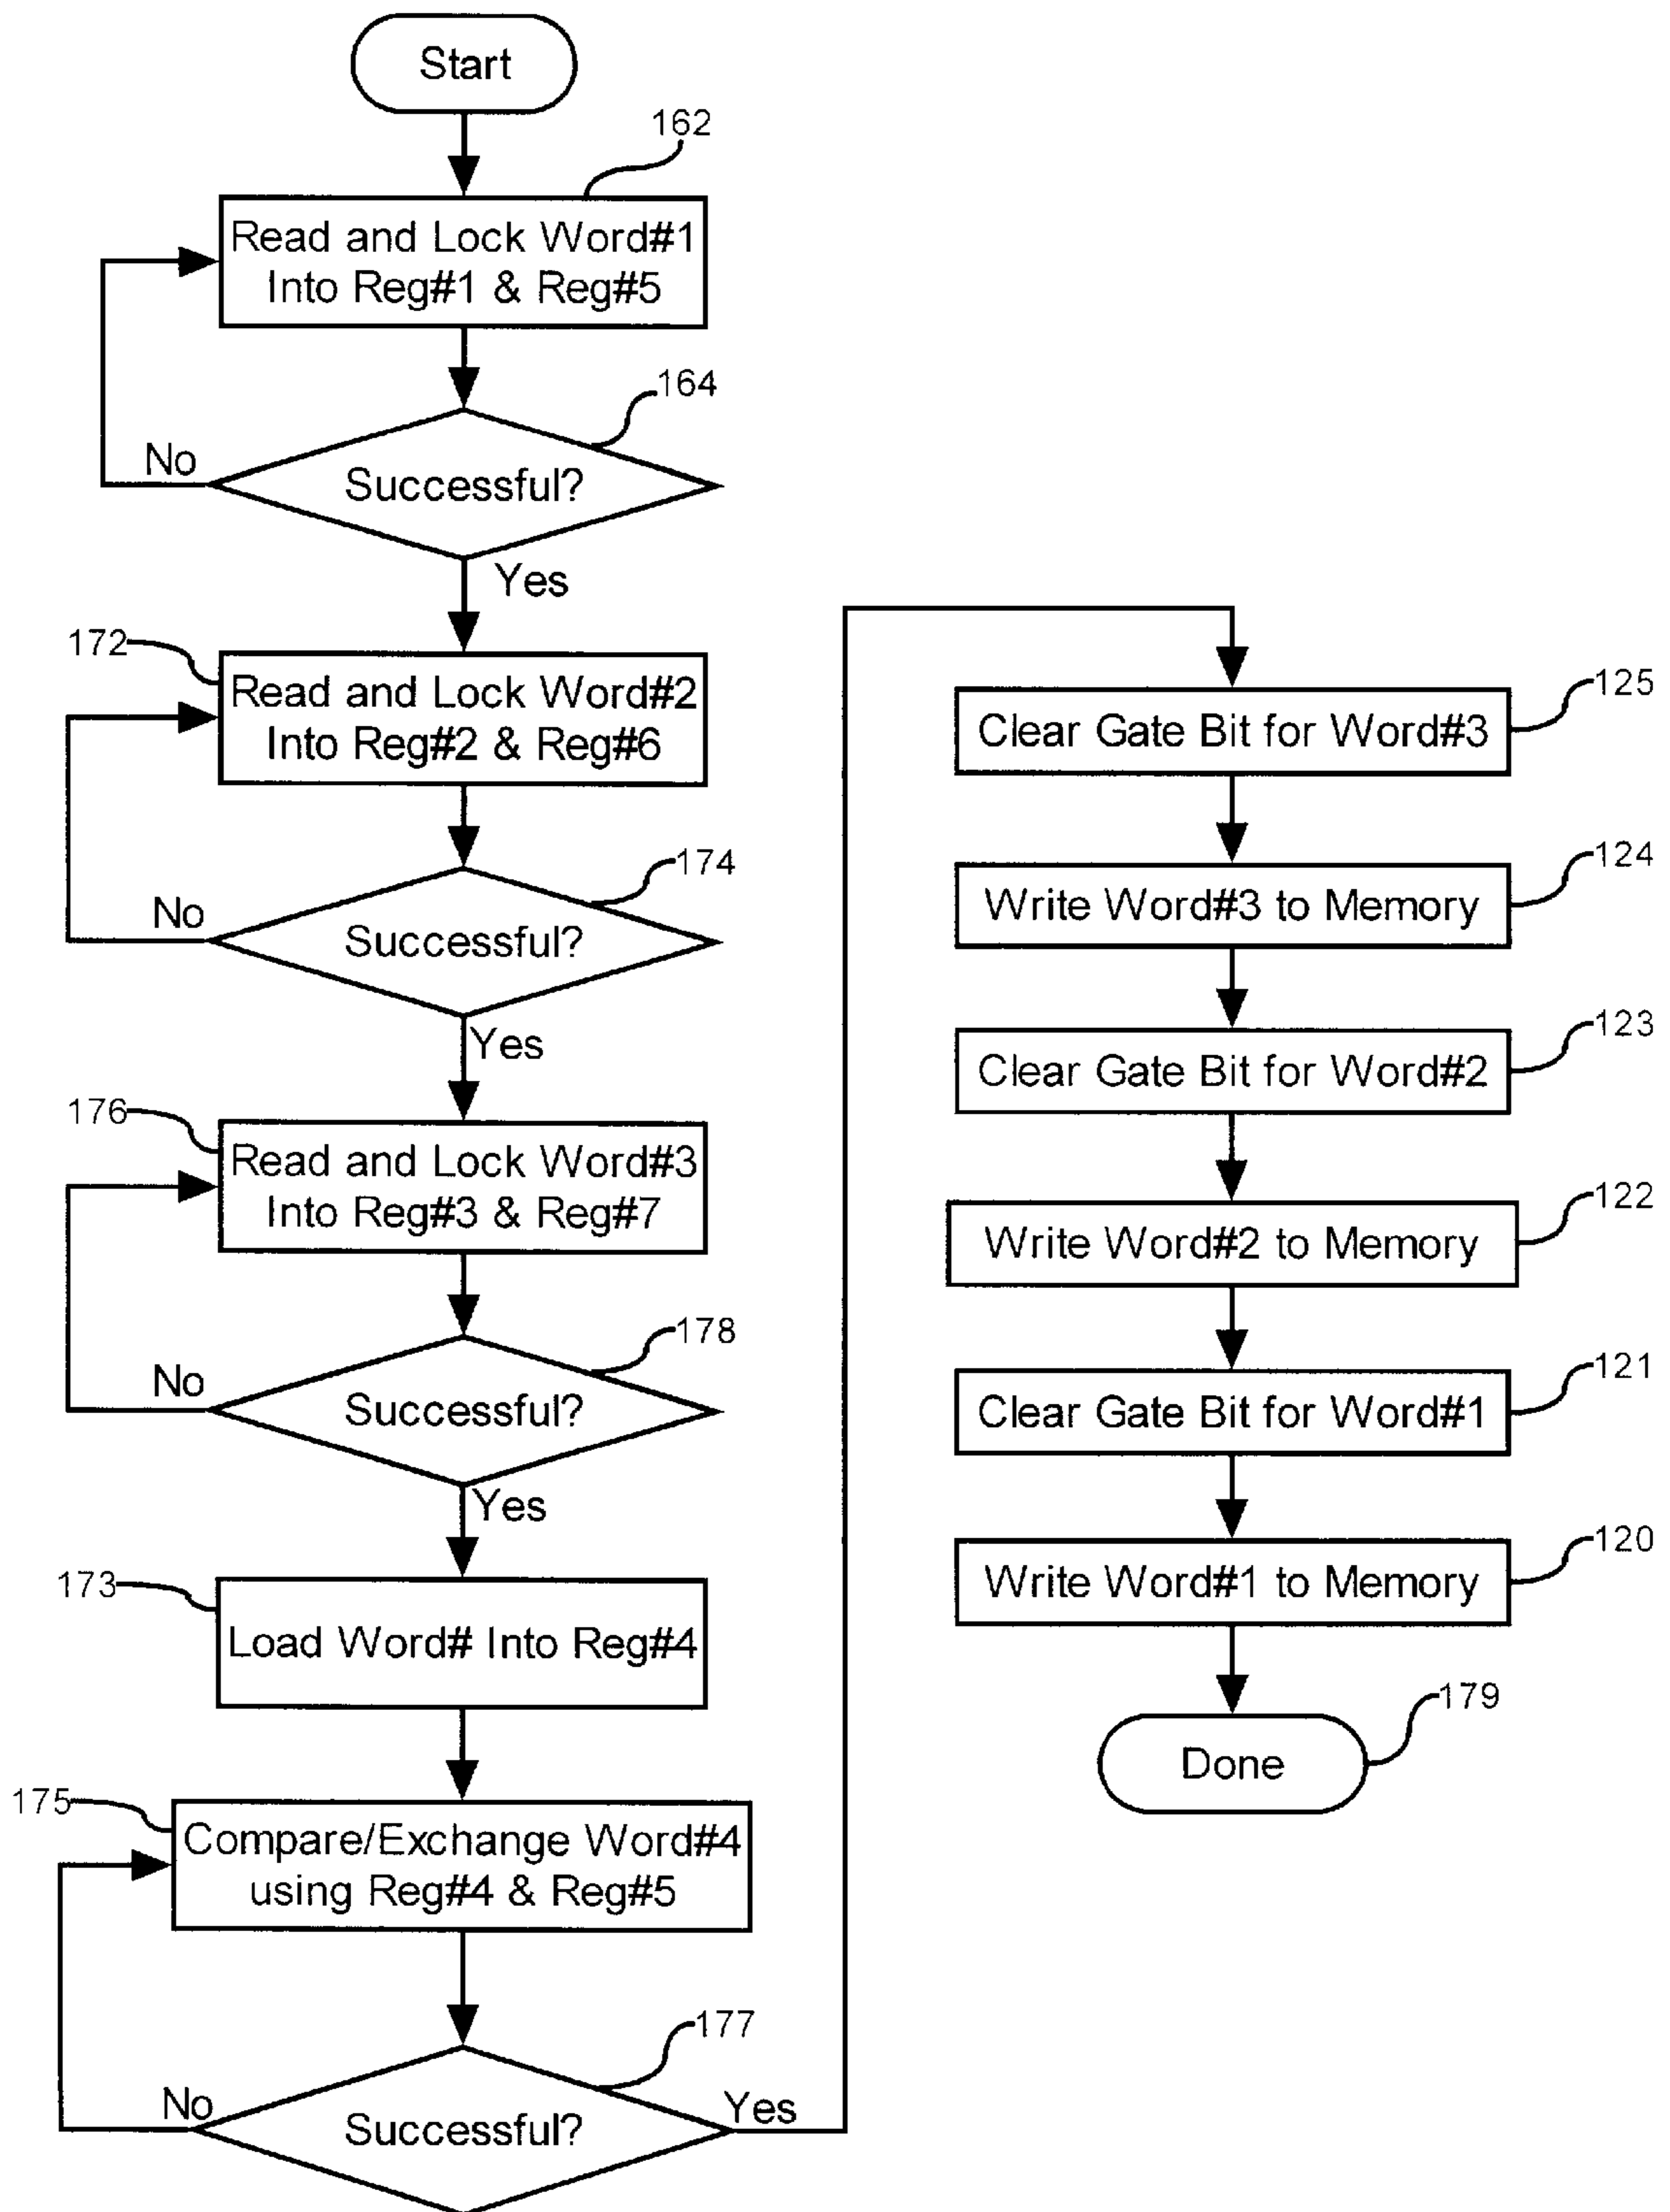 Start
162
Read and Lock Word#1
Into Reg#1 & Reg#5
164
No
Successful?
Yes
172
Read and Lock Word#2
Into Reg#2 & Reg#6
174
No
Successful?
Yes
176
Read and Lock Word#3
Into Reg#3 & Reg#7
178
No
Successful?
Yes
173
Load Word# Into Reg#4
175
Compare/Exchange Word#4
using Reg#4 & Reg#5
177
No
Successful?
Yes
125
Clear Gate Bit for Word#3
124
Write Word#3 to Memory
123
Clear Gate Bit for Word#2
122
Write Word#2 to Memory
121
Clear Gate Bit for Word#1
120
Write Word#1 to Memory
179
Done